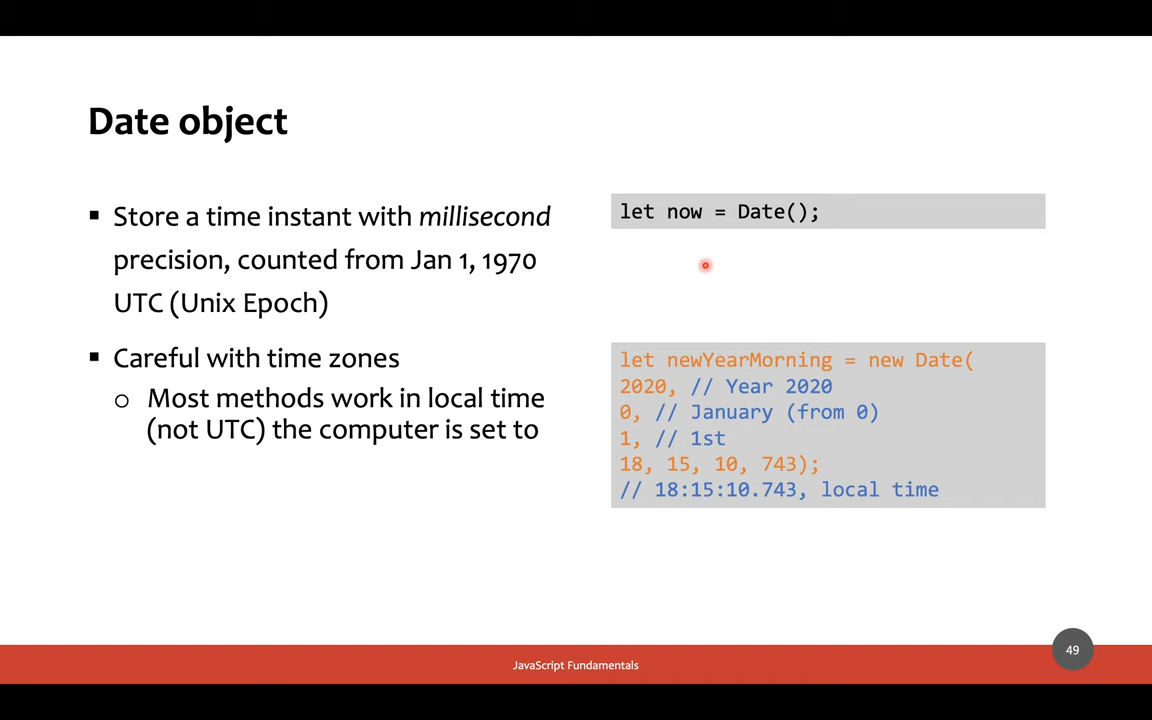 Date object
▪ Store a time instant with millisecond
precision, counted from Jan 1, 1970
UTC (Unix Epoch)
▪ Careful with time zones
o Most methods work in local time
(not UTC) the computer is set to
let now = Date();
let newYearMorning = new Date(
2020, // Year 2020
0, // January (from 0)
1, // 1st
18, 15, 10, 743);
// 18:15:10.743, local time
JavaScript Fundamentals
49